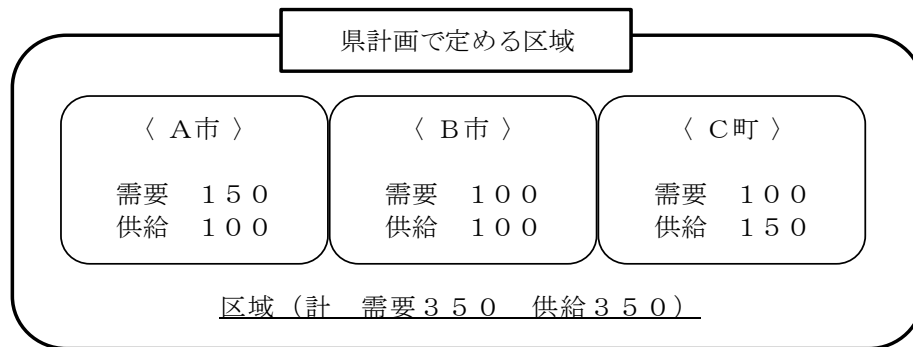 県計画で定める区域
〈 Ａ市 〉
需要　１５０
供給　１００
〈 Ｂ市 〉
需要　１００
供給　１００
〈 Ｃ町 〉
需要　１００
供給　１５０
区域（計　需要３５０　供給３５０）